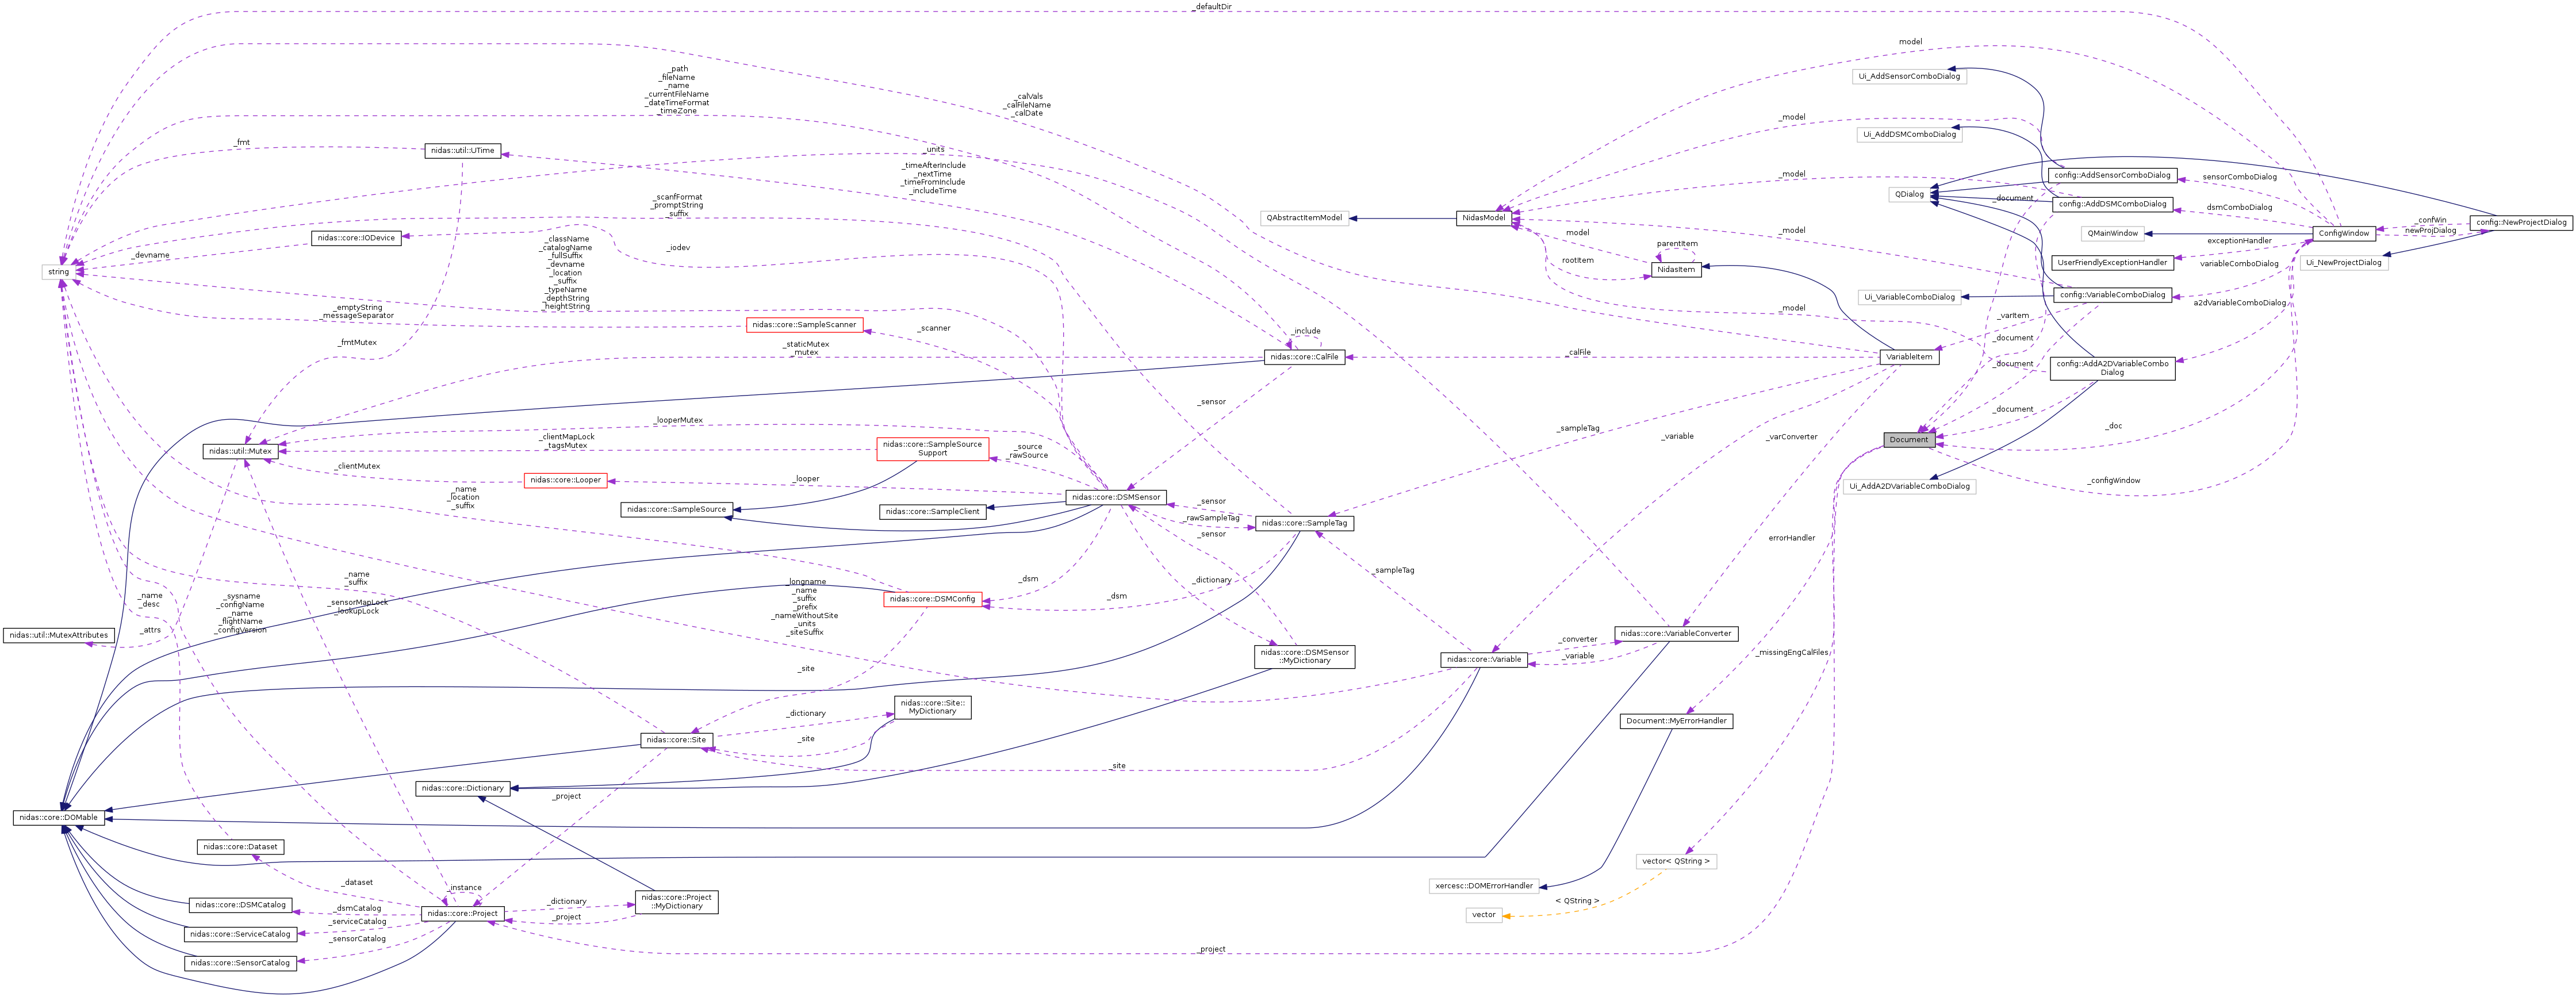 _defaultDir
model
_path
_fileName
_name
_currentFileName
_dateTimeFormat
_timeZone
Ui_AddSensorComboDialog
_calVals
_calFileName
_calDate
_model
Ui_AddDSMComboDialog
_fmt
nidas::util::UTime
_units
_timeAfterInclude
_nextTime
_timeFromInclude
_includeTime
_model
config::AddSensorComboDialog
sensorComboDialog
QDialog
_document
_scanfFormat
_promptString
_suffix
config::AddDSMComboDialog
dsmComboDialog
QAbstractItemModel
NidasModel
_confWin
config::NewProjectDialog
newProjDialog
_model
model
QMainWindow
ConfigWindow
nidas::core::IODevice
_iodev
_devname
parentItem
exceptionHandler
_className
_catalogName
_fullSuffix
_devname
_location
_suffix
_typeName
_depthString
_heightString
string
rootItem
NidasItem
UserFriendlyExceptionHandler
variableComboDialog
Ui_NewProjectDialog
Ui_VariableComboDialog
config::VariableComboDialog
a2dVariableComboDialog
_emptyString
_messageSeparator
_model
_varItem
nidas::core::SampleScanner
_scanner
_include
_fmtMutex
_staticMutex
_mutex
_document
nidas::core::CalFile
_calFile
VariableItem
_document
config::AddA2DVariableCombo
Dialog
_sensor
_document
_looperMutex
_sampleTag
_variable
_varConverter
_doc
Document
_clientMapLock
_tagsMutex
nidas::core::SampleSource
Support
_source
_rawSource
nidas::util::Mutex
_clientMutex
nidas::core::Looper
_looper
_configWindow
Ui_AddA2DVariableComboDialog
_name
_location
_suffix
nidas::core::DSMSensor
_sensor
nidas::core::SampleSource
nidas::core::SampleClient
_rawSampleTag
nidas::core::SampleTag
_sensor
errorHandler
_name
_suffix
_longname
_name
_suffix
_prefix
_nameWithoutSite
_units
_siteSuffix
_dsm
_dictionary
_sampleTag
_name
_desc
_sysname
_configName
_name
_flightName
_configVersion
_sensorMapLock
_lookupLock
nidas::core::DSMConfig
_dsm
nidas::util::MutexAttributes
_attrs
nidas::core::VariableConverter
_converter
_variable
nidas::core::DSMSensor
::MyDictionary
nidas::core::Variable
_missingEngCalFiles
_site
nidas::core::Site::
MyDictionary
_dictionary
Document::MyErrorHandler
nidas::core::Site
_site
_site
nidas::core::Dictionary
_project
nidas::core::DOMable
nidas::core::Dataset
vector< QString >
_dataset
_instance
xercesc::DOMErrorHandler
nidas::core::DSMCatalog
_dsmCatalog
nidas::core::Project
_dictionary
nidas::core::Project
::MyDictionary
< QString >
vector
_project
_serviceCatalog
nidas::core::ServiceCatalog
_sensorCatalog
nidas::core::SensorCatalog
_project